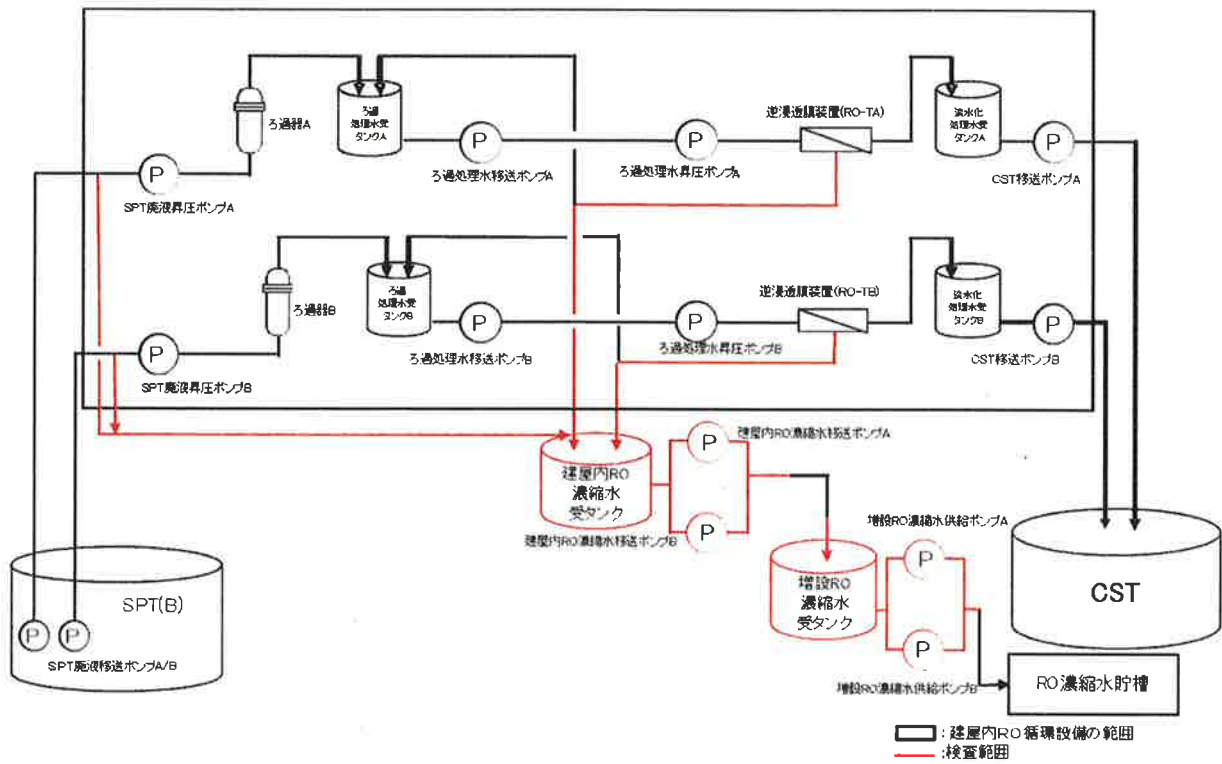 ろ過器A
ろ過
処理水受
タンクA
P
ろ過処理水移送ポンプA
P
ろ過処理水昇圧ポンプA
逆浸透膜装置(RO-TA)
淡水化
処理水受
タンクA
P
CST移送ポンプA
P
SPT廃液昇圧ポンプA
ろ過器B
ろ過
処理水受
タンクB
P
ろ過処理水移送ポンプB
P
ろ過処理水昇圧ポンプB
逆浸透膜装置(RO-TB)
淡水化
処理水受
タンクB
P
CST移送ポンプB
P
SPT廃液昇圧ポンプB
建屋内RO
濃縮水
受タンク
P
建屋内RO濃縮水移送ポンプA
P
建屋内RO濃縮水移送ポンプB
増設RO
濃縮水
受タンク
増設RO濃縮水供給ポンプA
P
P
増設RO濃縮水供給ポンプB
SPT(B)
P
P
SPT廃液移送ポンプA/B
CST
RO濃縮水貯槽
:建屋内RO循環設備の範囲
:検査範囲